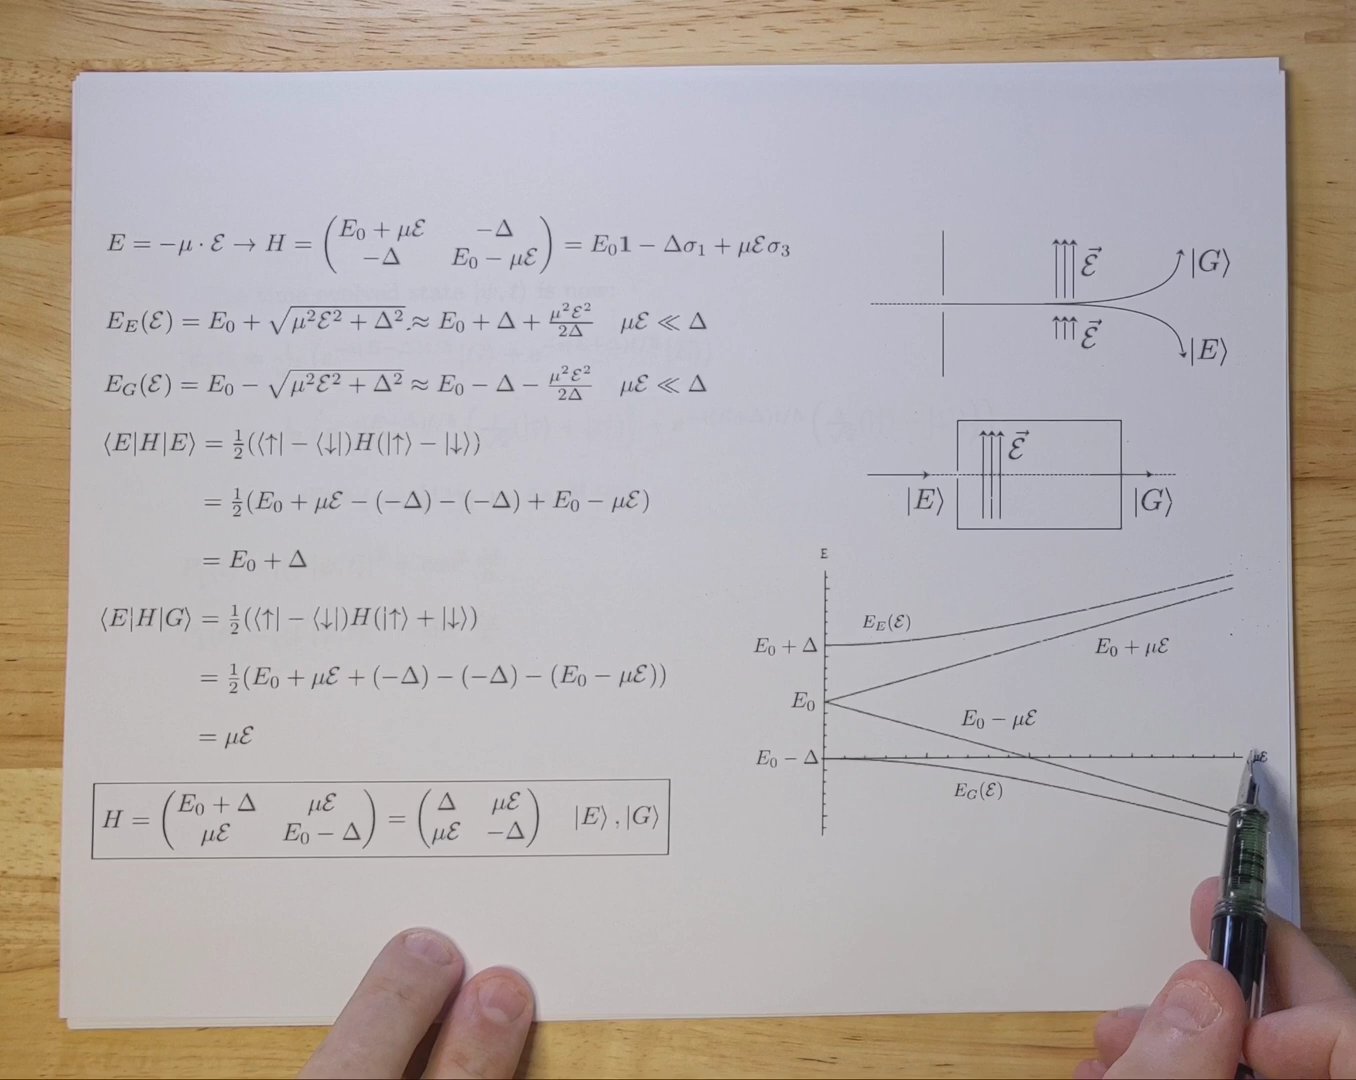 E = −μ · ℰ → H = (E₀ + μℰ −Δ
−Δ E₀ − μℰ) = E₀𝟏 − Δσ₁ + μℰσ₃
E_E(ℰ) = E₀ + √(μ²ℰ² + Δ²) ≈ E₀ + Δ + μ²ℰ²/2Δ μℰ ≪ Δ
E_G(ℰ) = E₀ − √(μ²ℰ² + Δ²) ≈ E₀ − Δ − μ²ℰ²/2Δ μℰ ≪ Δ
⟨E|H|E⟩ = ½(⟨↑| − ⟨↓|)H(|↑⟩ − |↓⟩)
= ½(E₀ + μℰ − (−Δ) − (−Δ) + E₀ − μℰ)
= E₀ + Δ
⟨E|H|G⟩ = ½(⟨↑| − ⟨↓|)H(|↑⟩ + |↓⟩)
= ½(E₀ + μℰ + (−Δ) − (−Δ) − (E₀ − μℰ))
= μℰ
H = (E₀ + Δ μℰ
μℰ E₀ − Δ) = (Δ μℰ
μℰ −Δ) |E⟩, |G⟩
ℰ⃗
|G⟩
ℰ⃗
|E⟩
ℰ⃗
|E⟩
|G⟩
E
E_E(ℰ)
E₀ + Δ
E₀ + μℰ
E₀
E₀ − μℰ
E₀ − Δ
μℰ
E_G(ℰ)